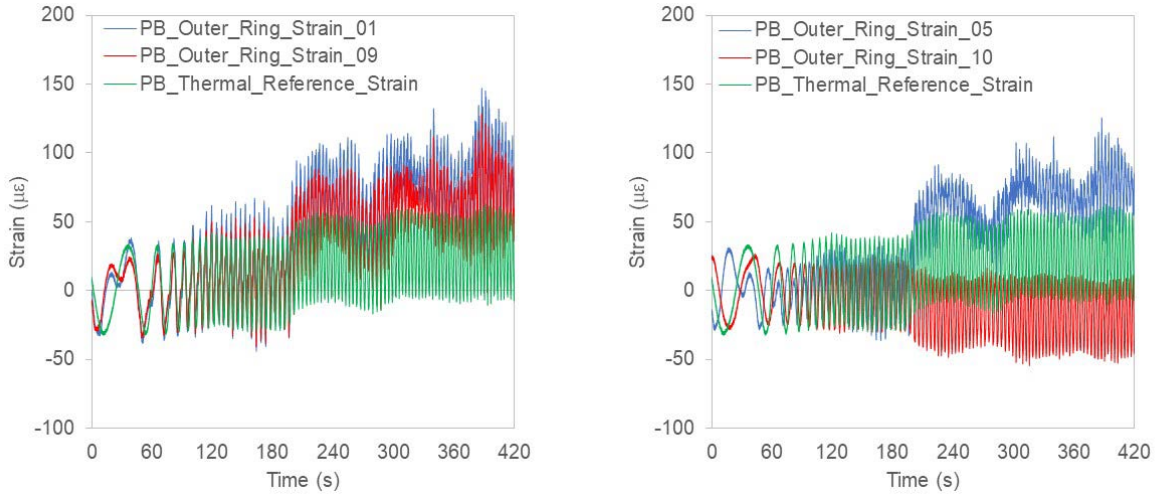 200
150
100
50
0
-50
-100
Strain (με)
PB_Outer_Ring_Strain_01
PB_Outer_Ring_Strain_09
PB_Thermal_Reference_Strain
0 60 120 180 240 300 360 420
Time (s)
200
150
100
50
0
-50
-100
Strain (με)
PB_Outer_Ring_Strain_05
PB_Outer_Ring_Strain_10
PB_Thermal_Reference_Strain
0 60 120 180 240 300 360 420
Time (s)